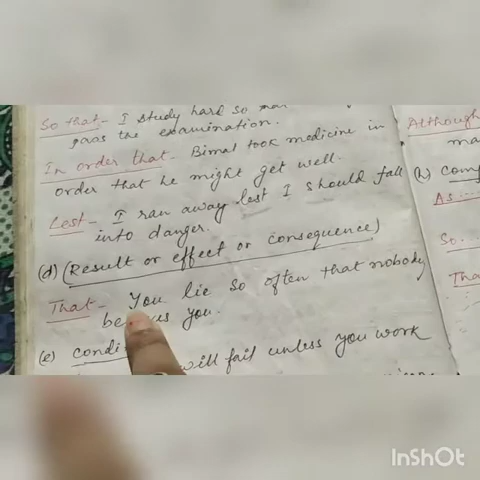 So that - I study hard so
pass the examination.
In order that - Bimal took medicine in
order that he might get well.
Lest - I ran away lest I should fall
into danger.
(d) (Result or effect or consequence)
That - You lie so often that nobody
you.
(e) will fail unless you work
Although
(h)
As...
So...
Tha
InShOt